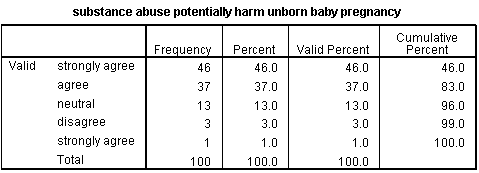 substance abuse potentially harm unborn baby pregnancy
Frequency Percent Valid Percent Cumulative Percent
Valid strongly agree 46 46.0 46.0 46.0
agree 37 37.0 37.0 83.0
neutral 13 13.0 13.0 96.0
disagree 3 3.0 3.0 99.0
strongly agree 1 1.0 1.0 100.0
Total 100 100.0 100.0